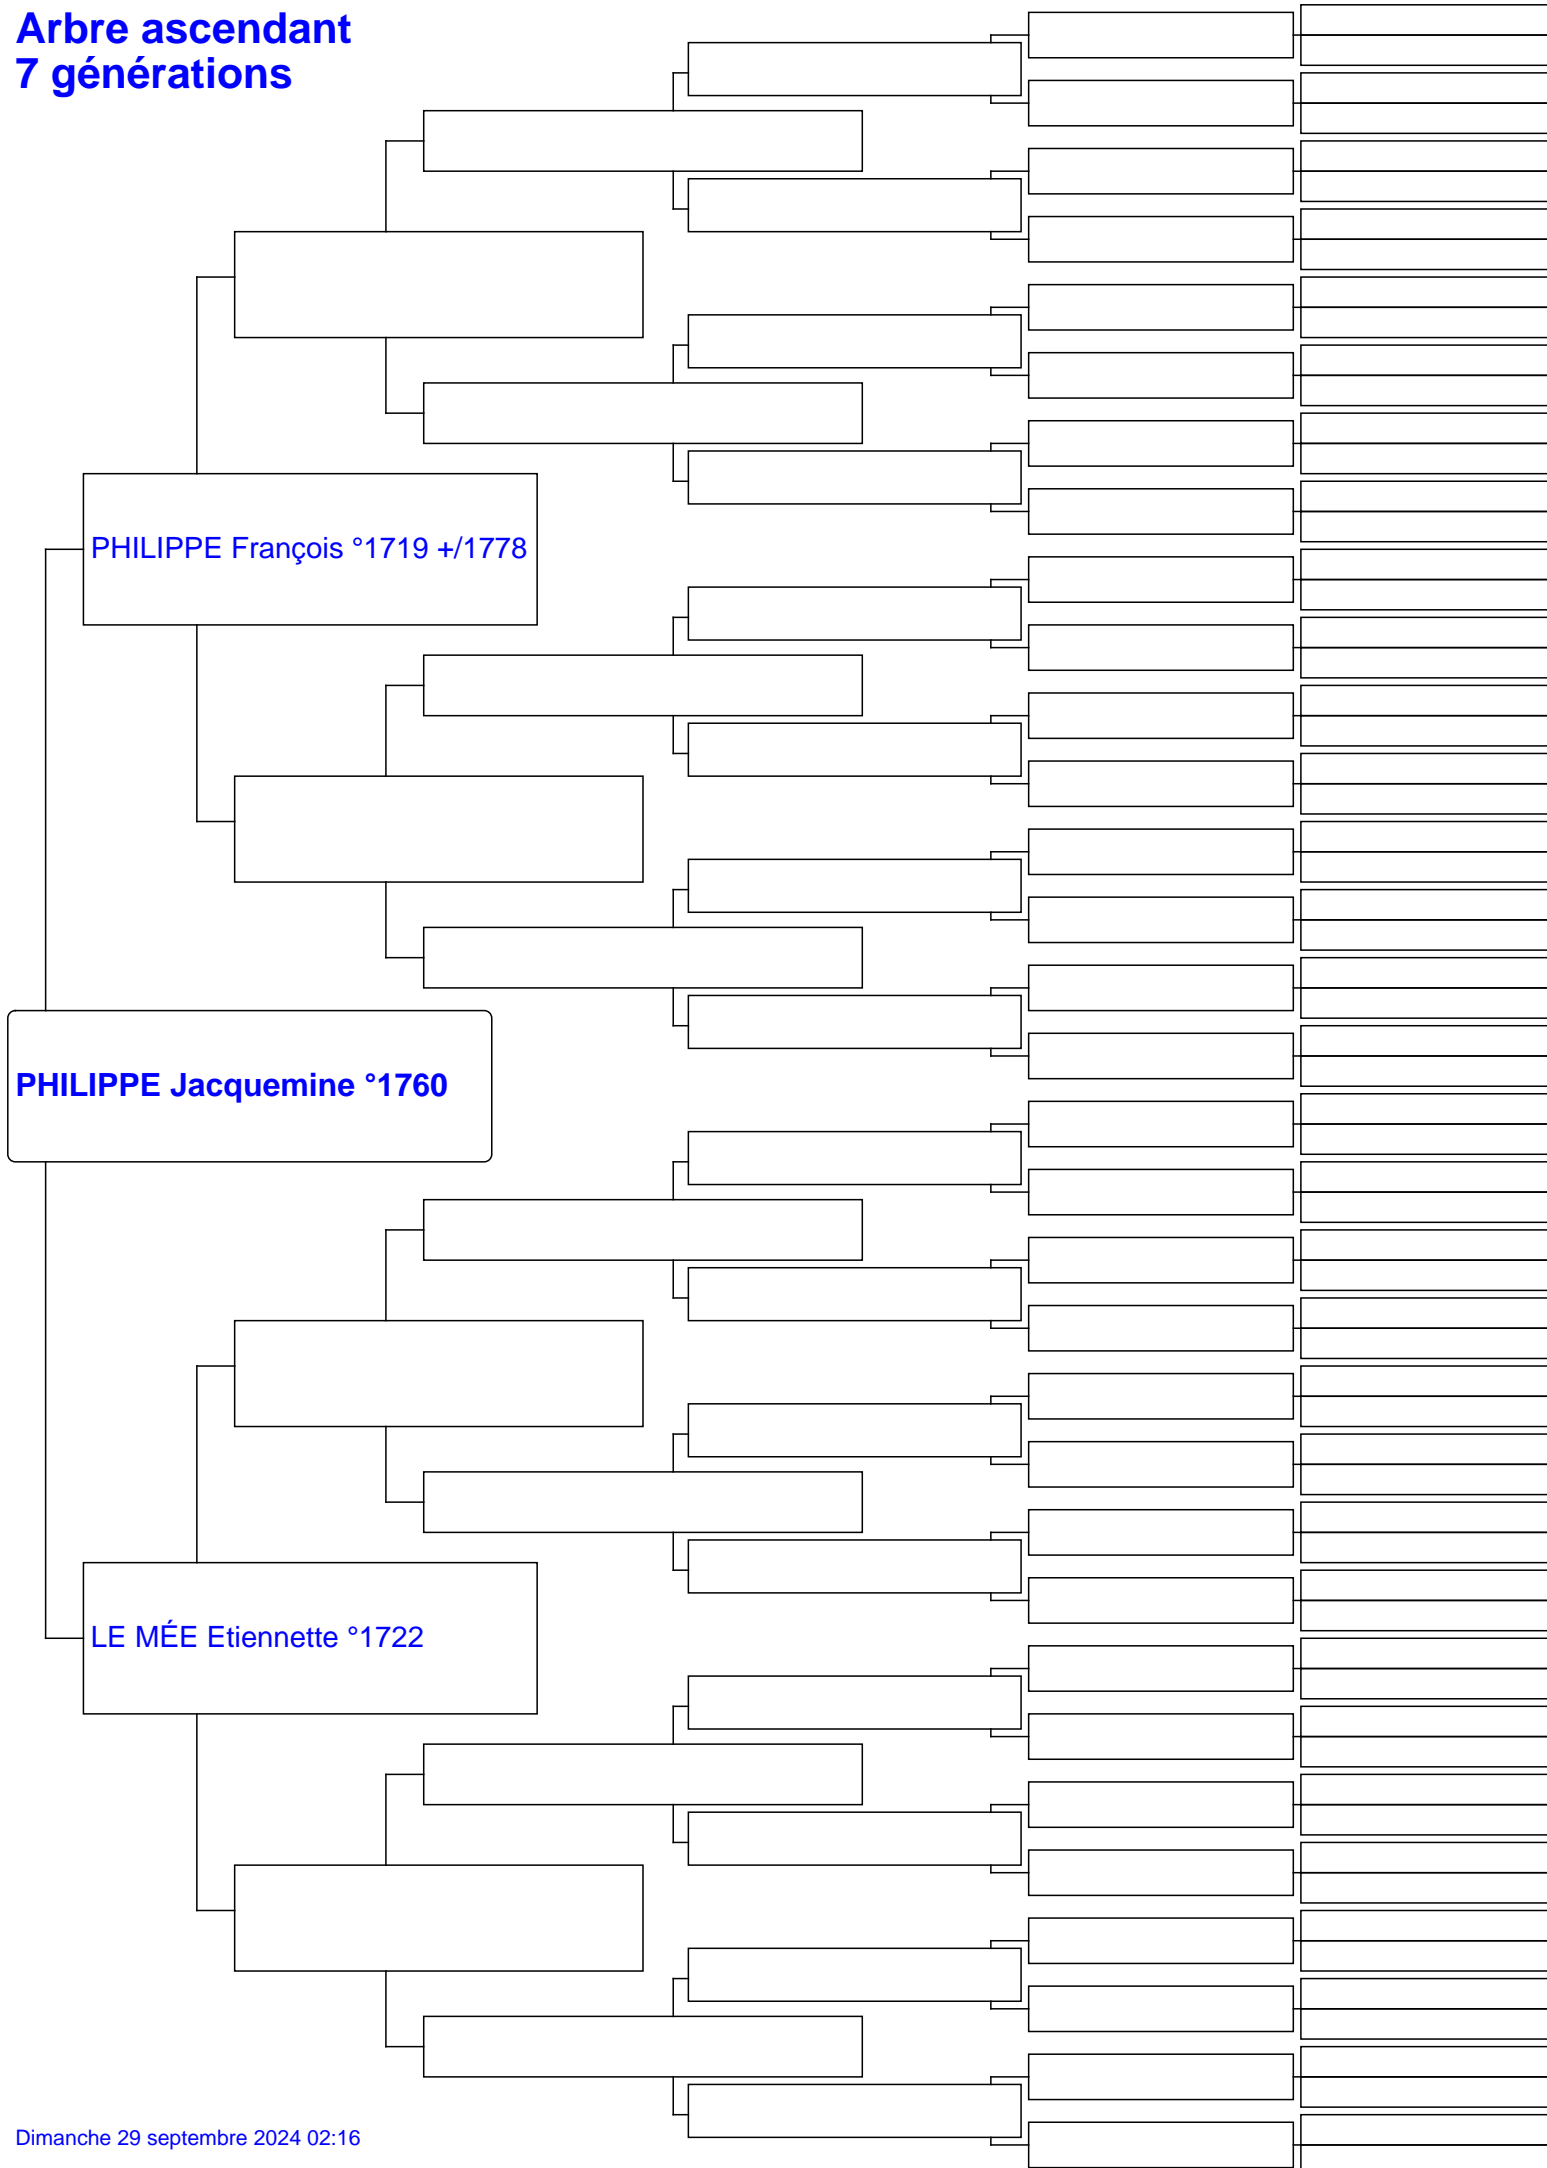 Arbre ascendant
7 générations
PHILIPPE François °1719 +/1778
PHILIPPE Jacquemine °1760
LE MÉE Etiennette °1722
Dimanche 29 septembre 2024 02:16